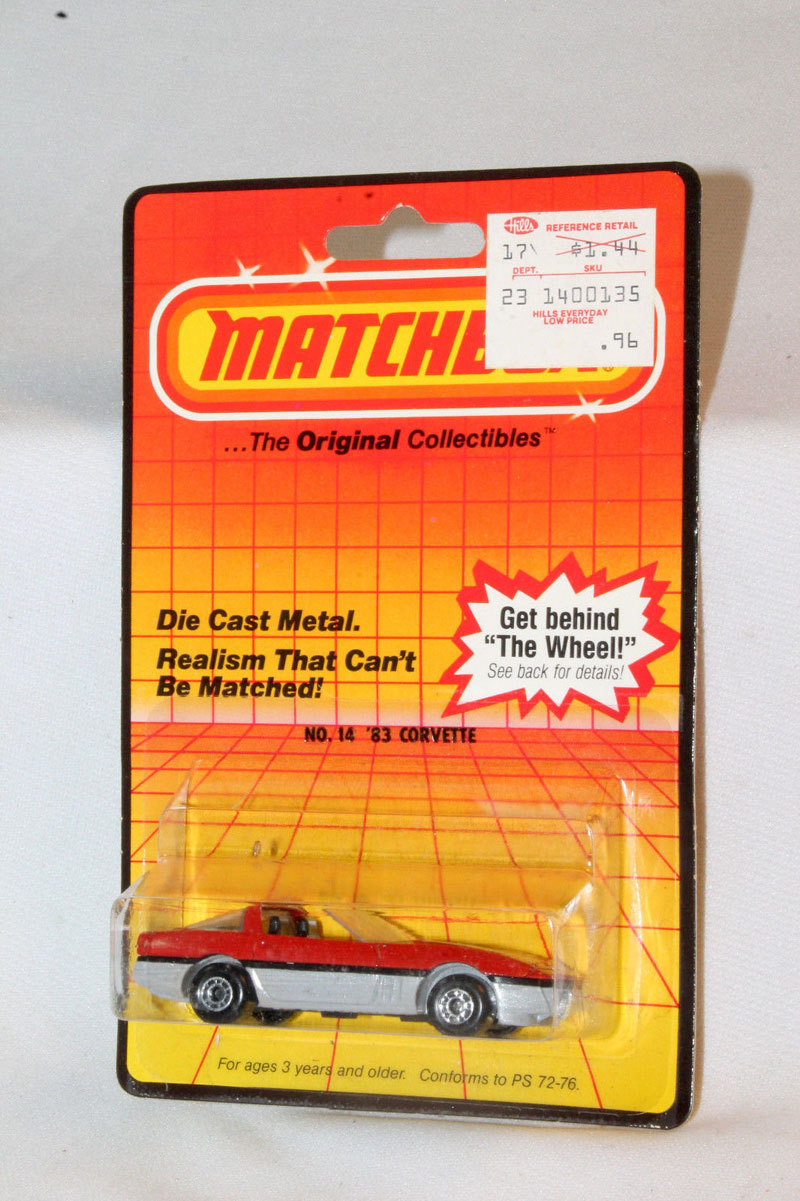 Hills REFERENCE RETAIL
17\ $1.44
DEPT. SKU
23 1400135
HILLS EVERYDAY
LOW PRICE
.96
MATCHB
®
...The Original Collectibles™
Die Cast Metal.
Realism That Can't
Be Matched!
Get behind
"The Wheel!"
See back for details!
NO. 14 '83 CORVETTE
For ages 3 years and older. Conforms to PS 72-76.